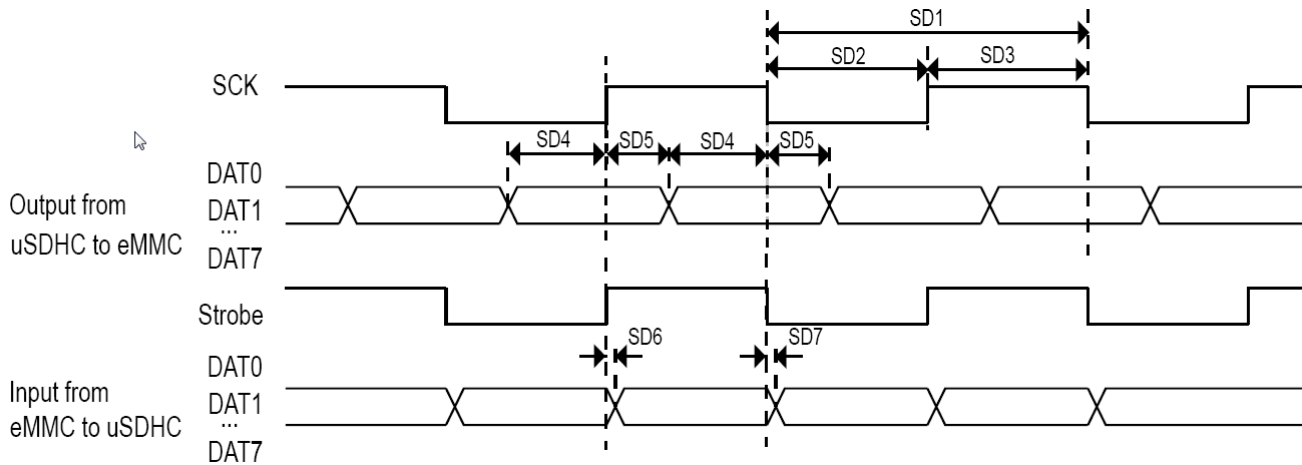 SD1
SD2 SD3
SCK
SD4 SD5 SD4 SD5
DAT0
Output from
uSDHC to eMMC
DAT1
...
DAT7
Strobe
SD6 SD7
DAT0
Input from
eMMC to uSDHC
DAT1
...
DAT7